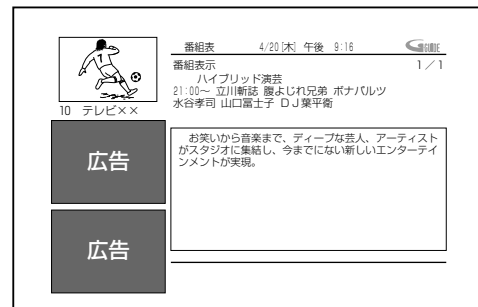 番組表 4/20[木] 午後 9:16 G GUIDE
番組表示 1/1
ハイブリッド演芸
21:00〜 立川斬誌 腹よじれ兄弟 ボナパルツ
水谷孝司 山口冨士子 DJ葉平衛
7
10 テレビ××
広告
お笑いから音楽まで、ディープな芸人、アーティスト
がスタジオに集結し、今までにない新しいエンターテイ
ンメントが実現。
広告